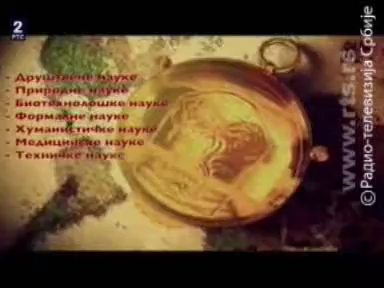 2
РТС
- Друштвене науке
- Природне науке
- Биотехнолошке науке
- Формалне науке
- Хуманистичке науке
- Медицинске науке
- Техничке науке
www.rts.rs
©Радио-телевизија Србије